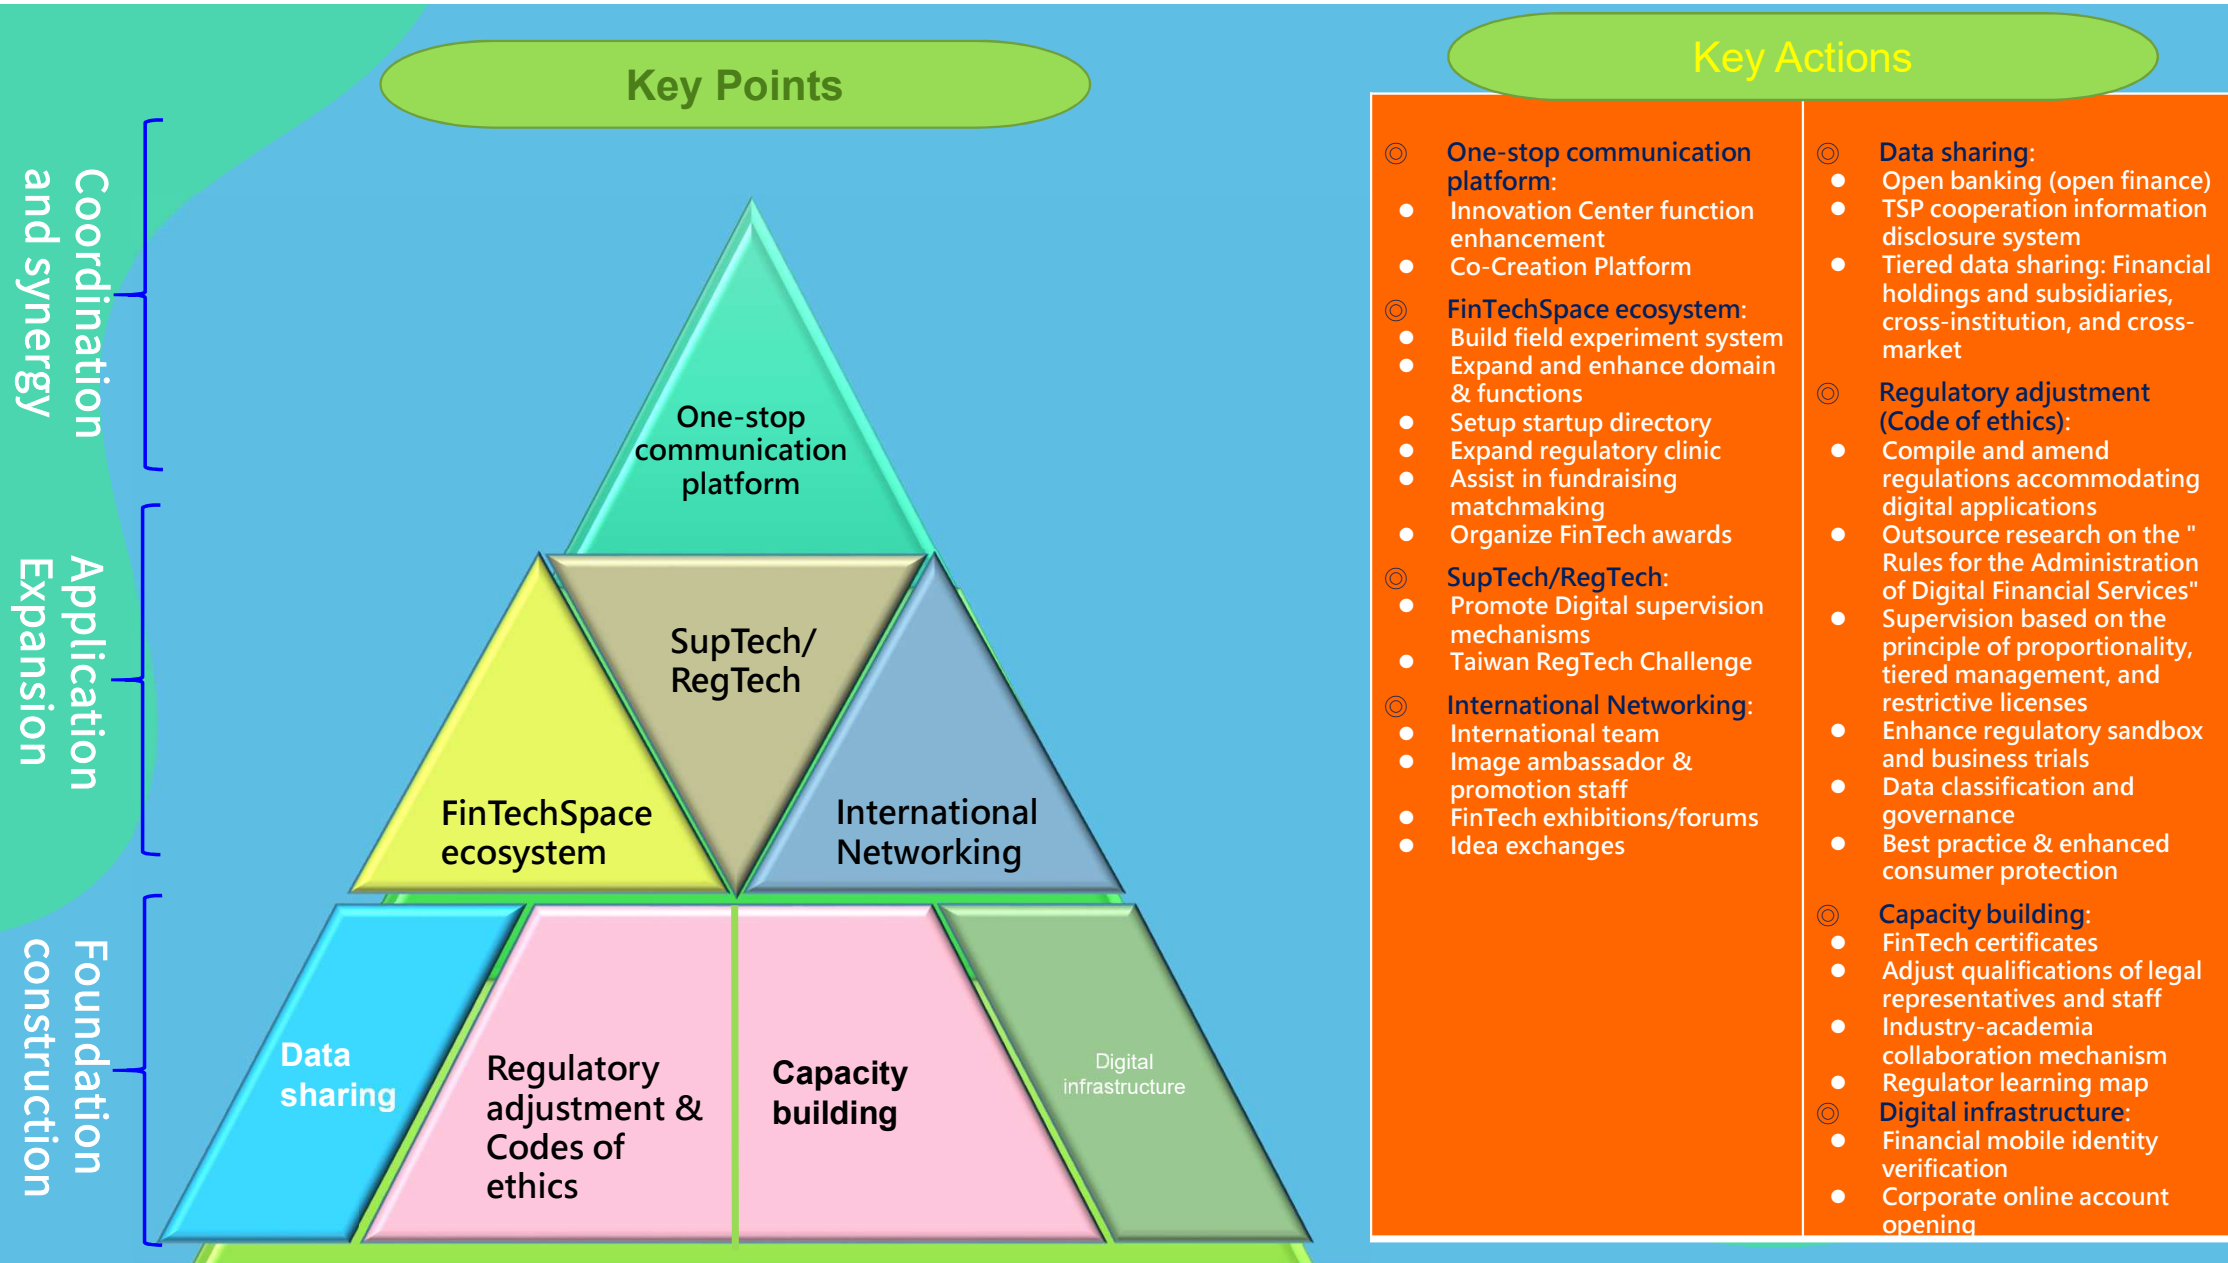 Key Points
Coordination
and synergy
Application
Expansion
Foundation
construction
One-stop
communication
platform
SupTech/
RegTech
FinTechSpace
ecosystem
International
Networking
Data
sharing
Regulatory
adjustment &
Codes of
ethics
Capacity
building
Digital
infrastructure
Key Actions
◎ One-stop communication
platform:
● Innovation Center function
enhancement
● Co-Creation Platform
◎ FinTechSpace ecosystem:
● Build field experiment system
● Expand and enhance domain
& functions
● Setup startup directory
● Expand regulatory clinic
● Assist in fundraising
matchmaking
● Organize FinTech awards
◎ SupTech/RegTech:
● Promote Digital supervision
mechanisms
● Taiwan RegTech Challenge
◎ International Networking:
● International team
● Image ambassador &
promotion staff
● FinTech exhibitions/forums
● Idea exchanges
◎ Data sharing:
● Open banking (open finance)
● TSP cooperation information
disclosure system
● Tiered data sharing: Financial
holdings and subsidiaries,
cross-institution, and cross-
market
◎ Regulatory adjustment
(Code of ethics):
● Compile and amend
regulations accommodating
digital applications
● Outsource research on the "
Rules for the Administration
of Digital Financial Services"
● Supervision based on the
principle of proportionality,
tiered management, and
restrictive licenses
● Enhance regulatory sandbox
and business trials
● Data classification and
governance
● Best practice & enhanced
consumer protection
◎ Capacity building:
● FinTech certificates
● Adjust qualifications of legal
representatives and staff
● Industry-academia
collaboration mechanism
● Regulator learning map
◎ Digital infrastructure:
● Financial mobile identity
verification
● Corporate online account
opening